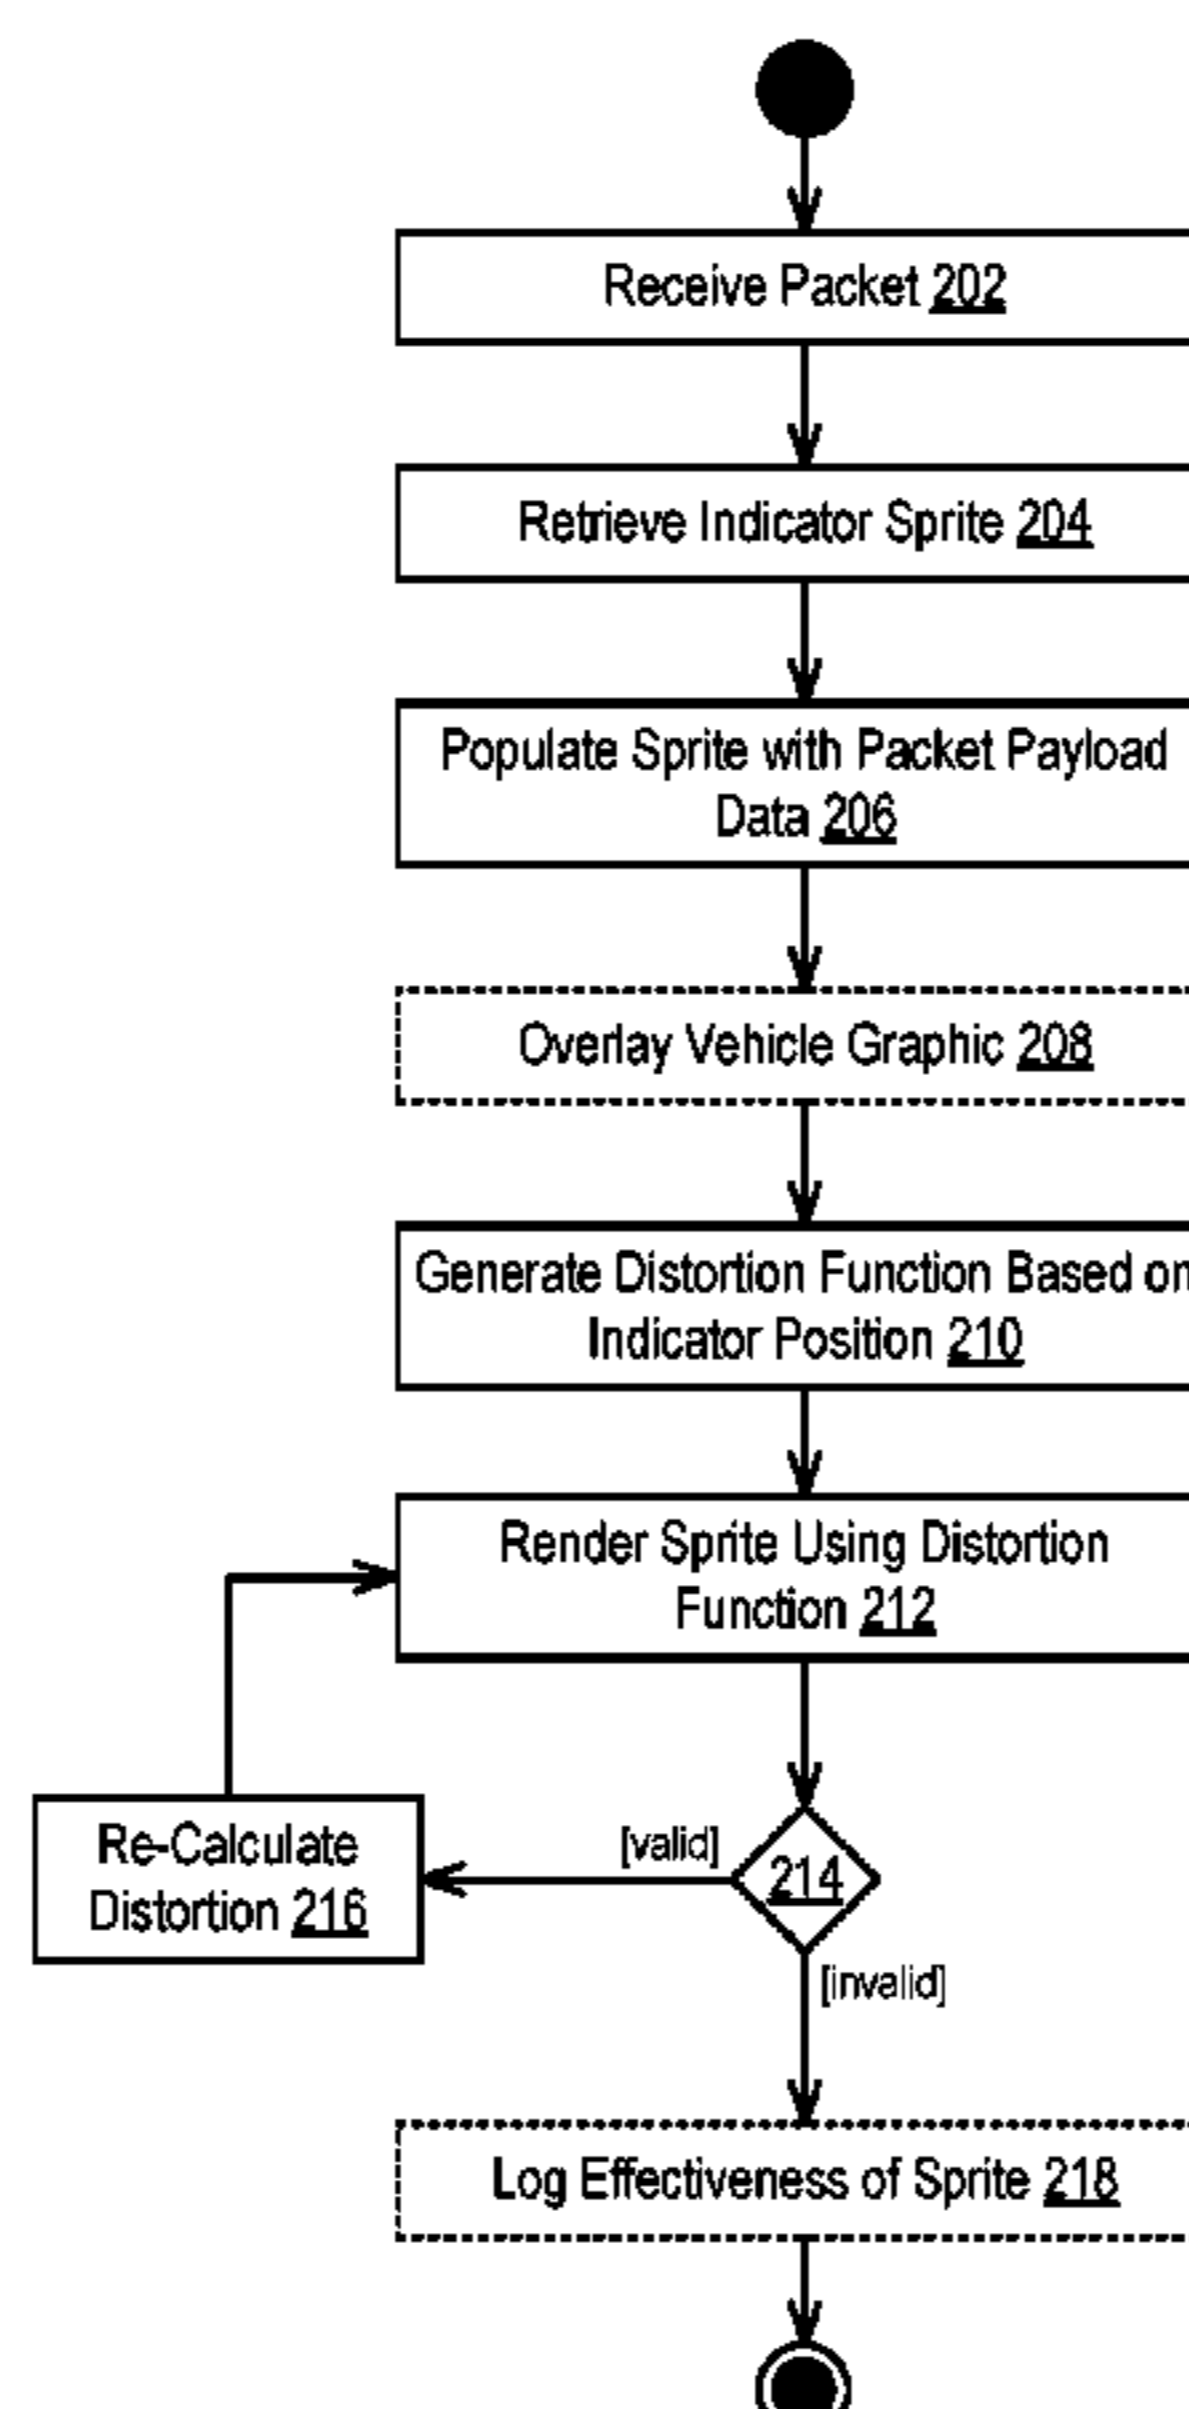 Receive Packet 202
Retrieve Indicator Sprite 204
Populate Sprite with Packet Payload
Data 206
Overlay Vehicle Graphic 208
Generate Distortion Function Based on
Indicator Position 210
Render Sprite Using Distortion
Function 212
Re-Calculate
Distortion 216
[valid]
214
[invalid]
Log Effectiveness of Sprite 218